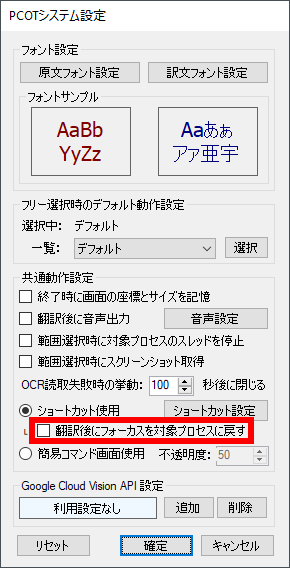 PCOTシステム設定
フォント設定
原文フォント設定 訳文フォント設定
フォントサンプル
AaBb
YyZz
Aaあぁ
アァ亜宇
フリー選択時のデフォルト動作設定
選択中: デフォルト
一覧: デフォルト 選択
共通動作設定
終了時に画面の座標とサイズを記憶
翻訳後に音声出力 音声設定
範囲選択時に対象プロセスのスレッドを停止
範囲選択時にスクリーンショット取得
OCR読取失敗時の挙動: 100 秒後に閉じる
ショートカット使用 ショートカット設定
翻訳後にフォーカスを対象プロセスに戻す
簡易コマンド画面使用 不透明度: 50
Google Cloud Vision API 設定
利用設定なし 追加 削除
リセット 確定 キャンセル